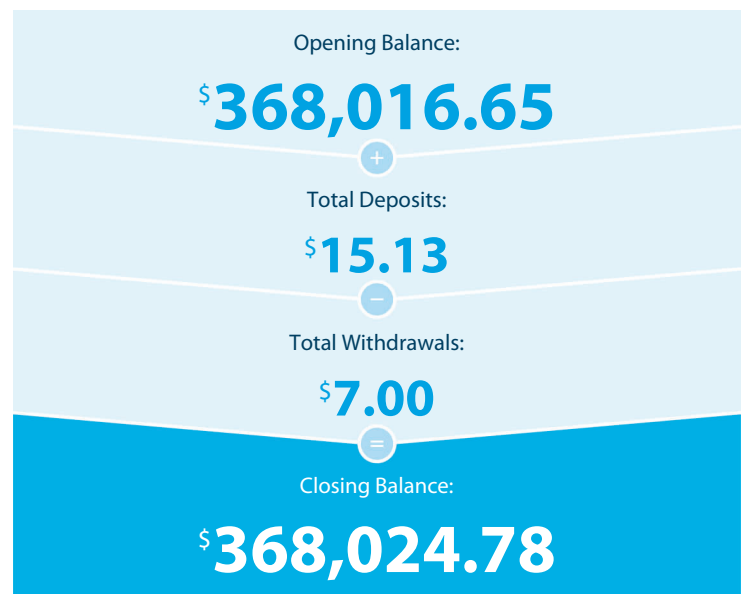 Opening Balance:
$368,016.65
+
Total Deposits:
$15.13
−
Total Withdrawals:
$7.00
=
Closing Balance:
$368,024.78